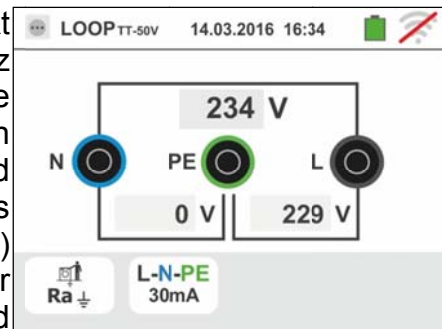 LOOP TT-50V 14.03.2016 16:34
234 V
N PE L
0 V 229 V
Ra
L-N-PE
30mA